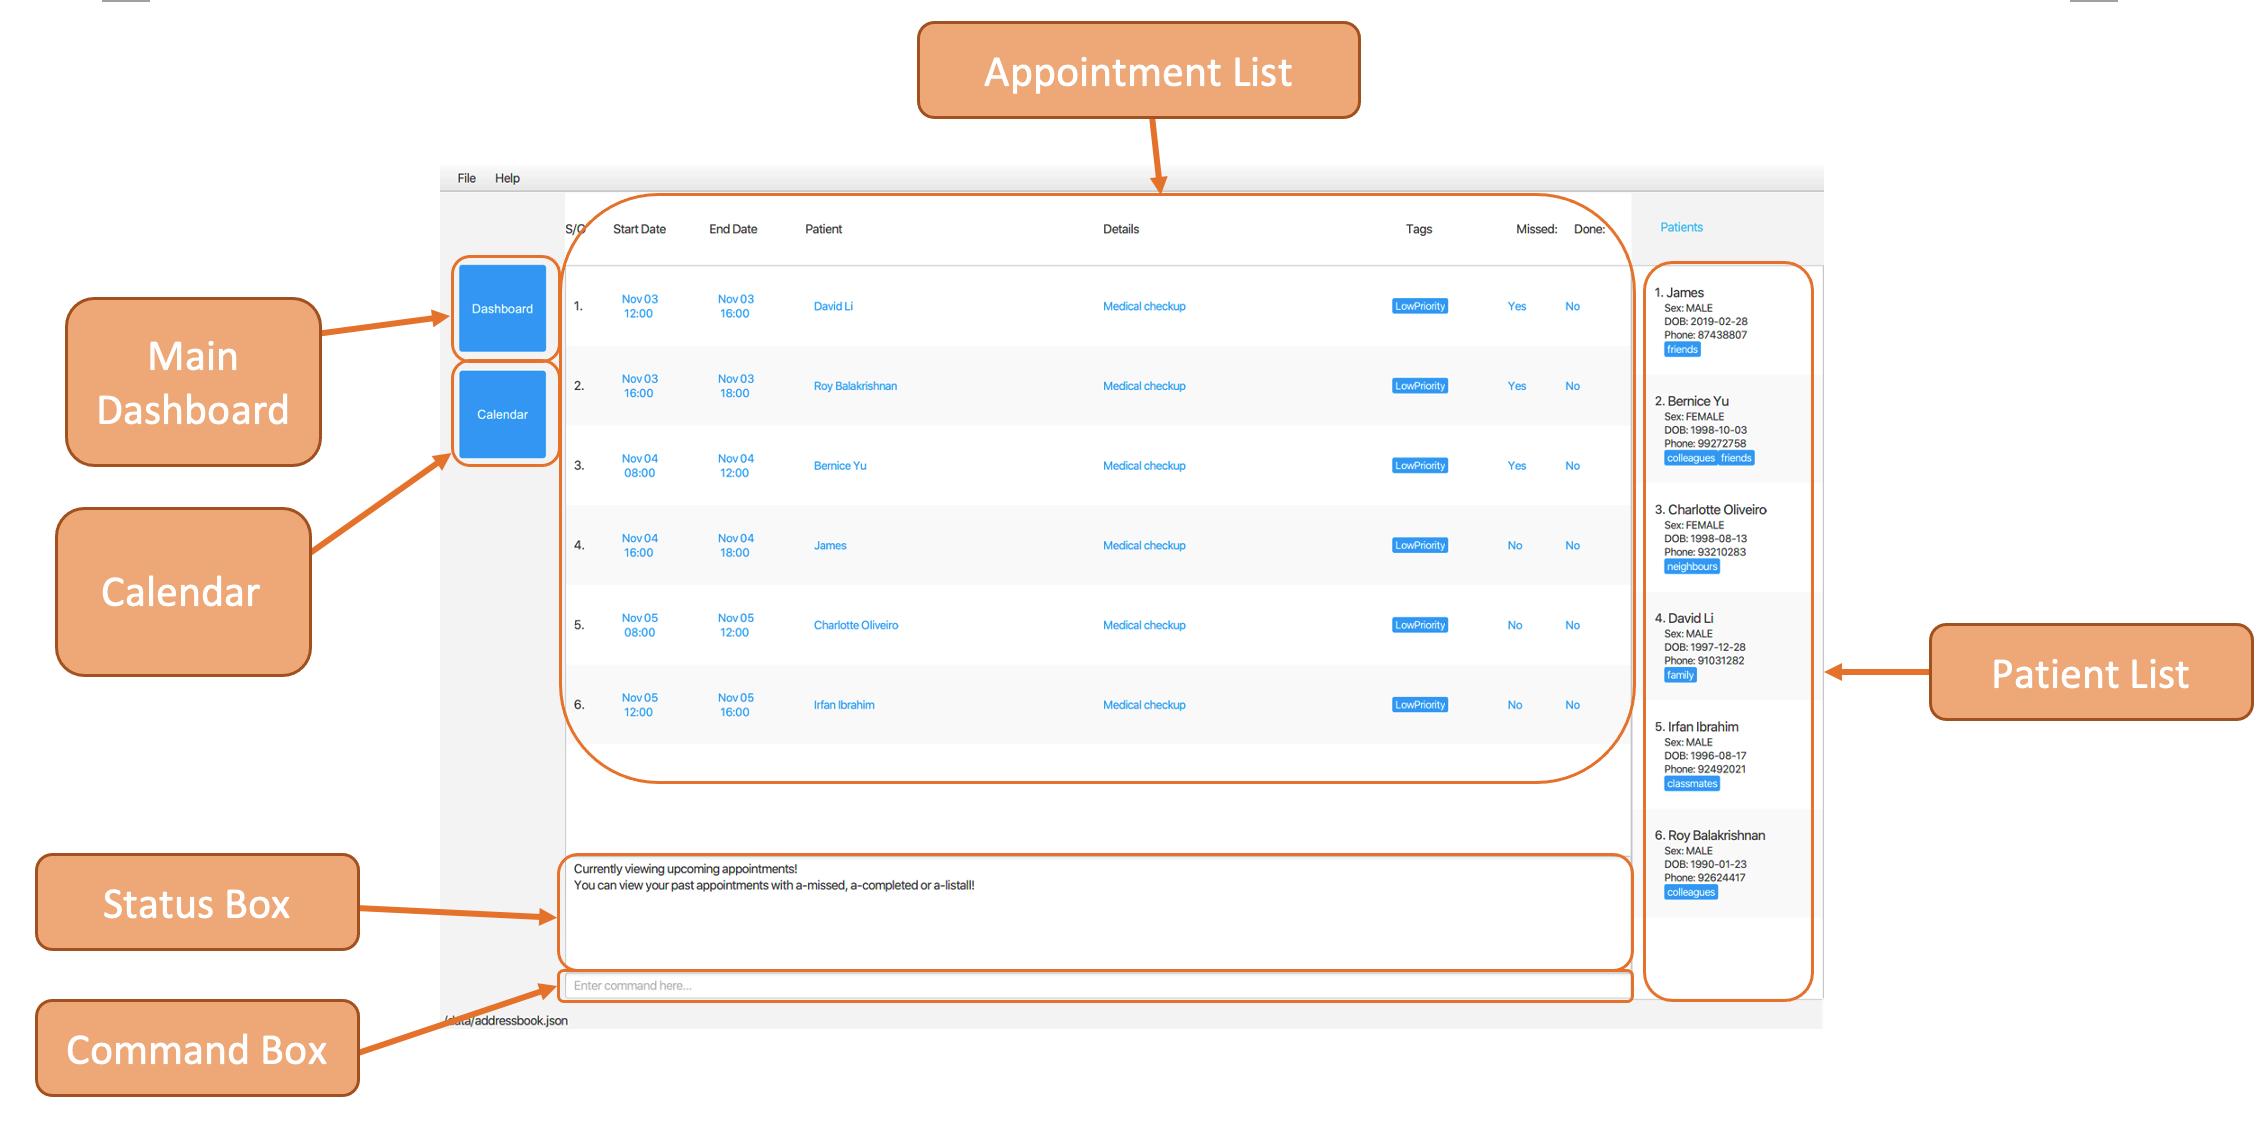 Appointment List
File Help
S/O Start Date End Date Patient Details Tags Missed: Done:
Patients
Main
Dashboard
Calendar
Status Box
Command Box
Patient List
Dashboard
Calendar
1. Nov 03 12:00 Nov 03 16:00 David Li Medical checkup LowPriority Yes No
2. Nov 03 16:00 Nov 03 18:00 Roy Balakrishnan Medical checkup LowPriority Yes No
3. Nov 04 08:00 Nov 04 12:00 Bernice Yu Medical checkup LowPriority Yes No
4. Nov 04 16:00 Nov 04 18:00 James Medical checkup LowPriority No No
5. Nov 05 08:00 Nov 05 12:00 Charlotte Oliveiro Medical checkup LowPriority No No
6. Nov 05 12:00 Nov 05 16:00 Irfan Ibrahim Medical checkup LowPriority No No
1. James
Sex: MALE
DOB: 2019-02-28
Phone: 87438807
friends
2. Bernice Yu
Sex: FEMALE
DOB: 1998-10-03
Phone: 99272758
colleagues friends
3. Charlotte Oliveiro
Sex: FEMALE
DOB: 1998-08-13
Phone: 93210283
neighbours
4. David Li
Sex: MALE
DOB: 1997-12-28
Phone: 91031282
family
5. Irfan Ibrahim
Sex: MALE
DOB: 1996-08-17
Phone: 92492021
classmates
6. Roy Balakrishnan
Sex: MALE
DOB: 1990-01-23
Phone: 92624417
colleagues
Currently viewing upcoming appointments!
You can view your past appointments with a-missed, a-completed or a-listall!
Enter command here...
/data/addressbook.json